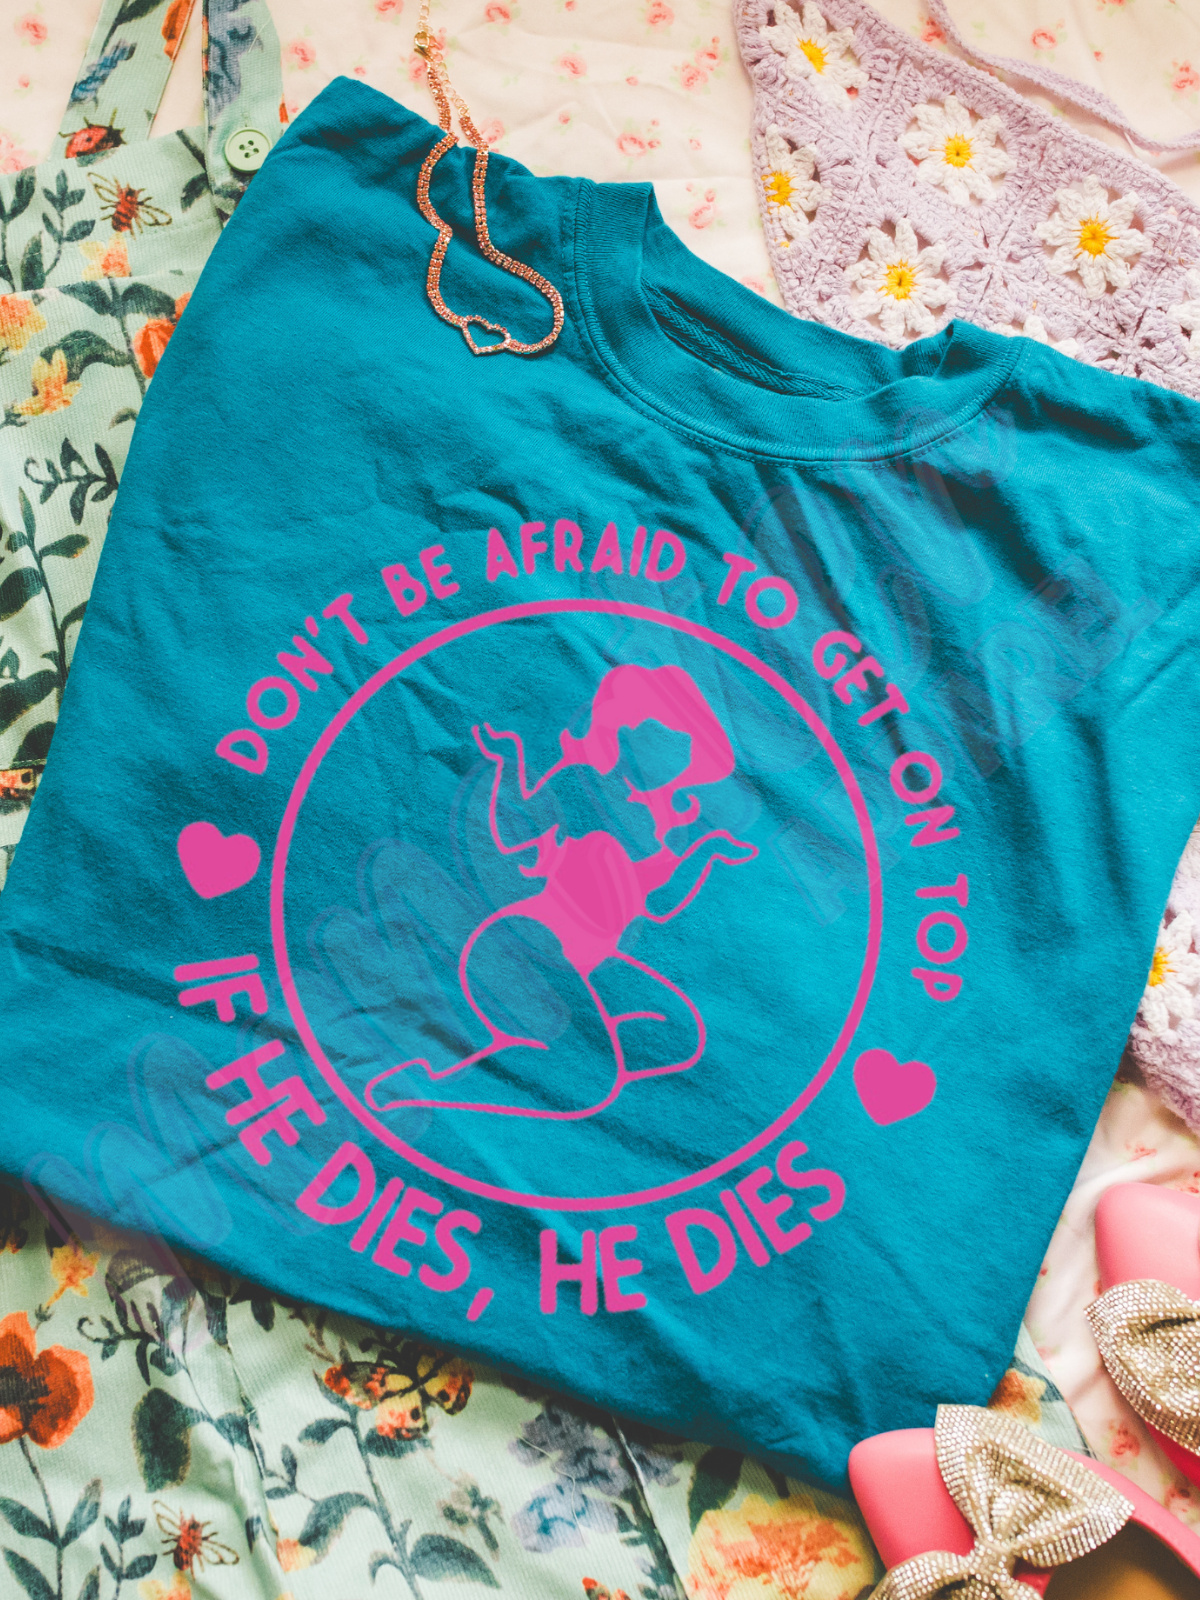 DON'T BE AFRAID TO GET ON TOP
IF HE DIES, HE DIES